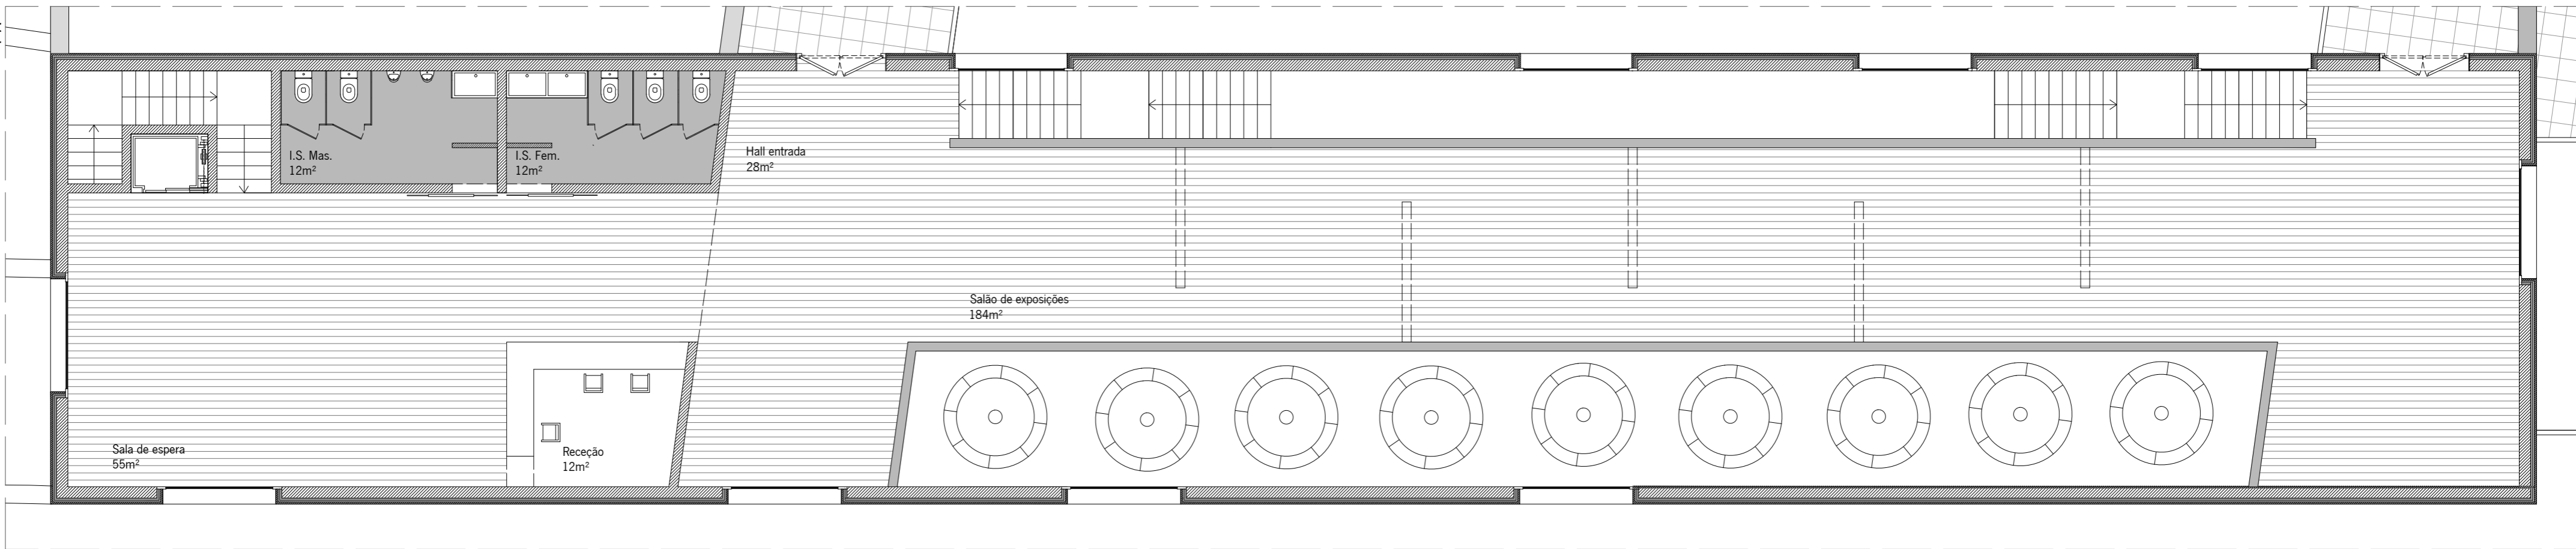 I.S. Mas.
12m²
I.S. Fem.
12m²
Hall entrada
28m²
Salão de exposições
184m²
Sala de espera
55m²
Receção
12m²